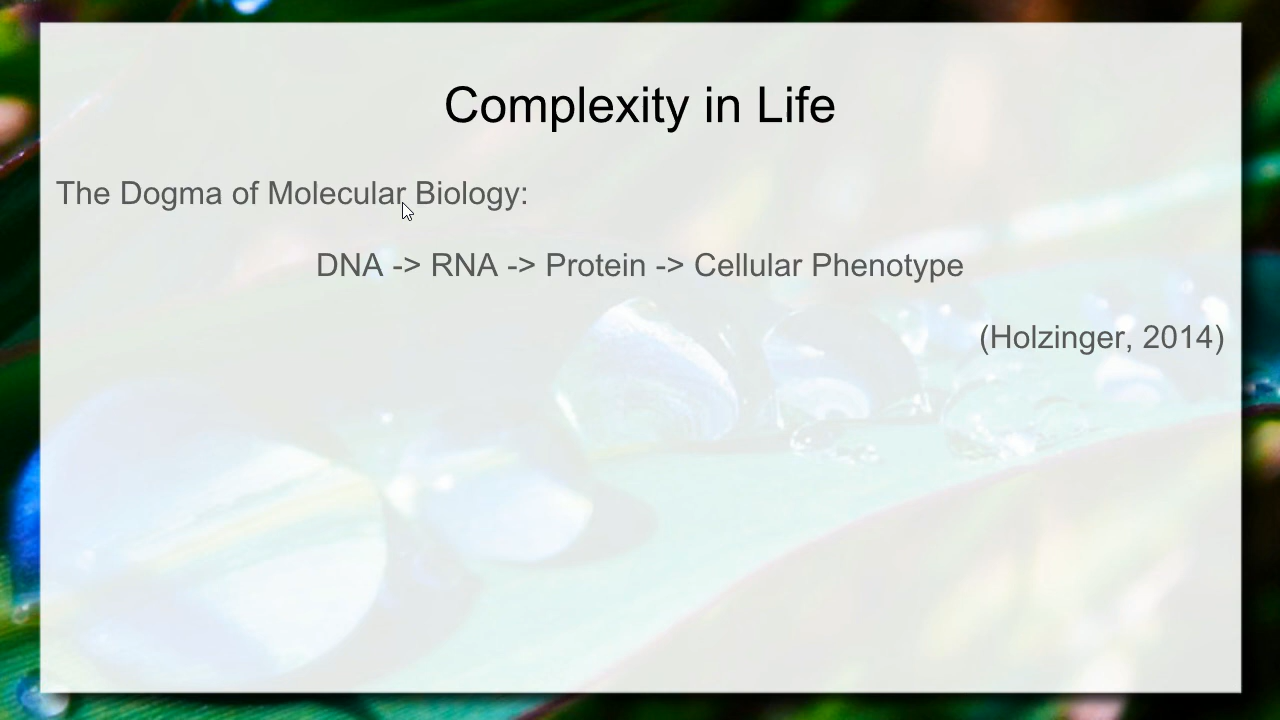 Complexity in Life
The Dogma of Molecular Biology:
DNA -> RNA -> Protein -> Cellular Phenotype
(Holzinger, 2014)